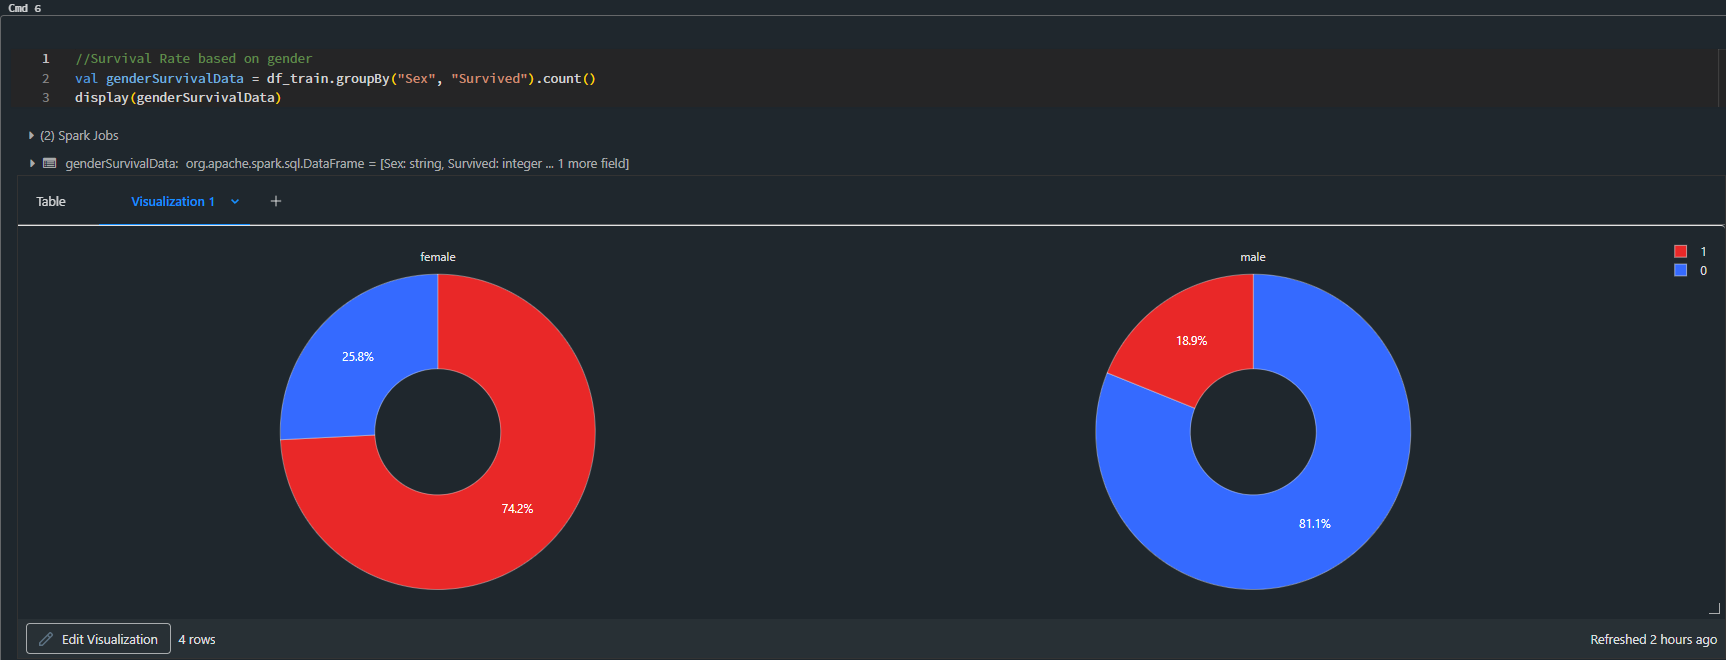 Cmd 6
1 //Survival Rate based on gender
2 val genderSurvivalData = df_train.groupBy("Sex", "Survived").count()
3 display(genderSurvivalData)
(2) Spark Jobs
genderSurvivalData: org.apache.spark.sql.DataFrame = [Sex: string, Survived: integer ... 1 more field]
Table Visualization 1 +
female male
1
0
25.8% 18.9%
74.2% 81.1%
Edit Visualization 4 rows Refreshed 2 hours ago